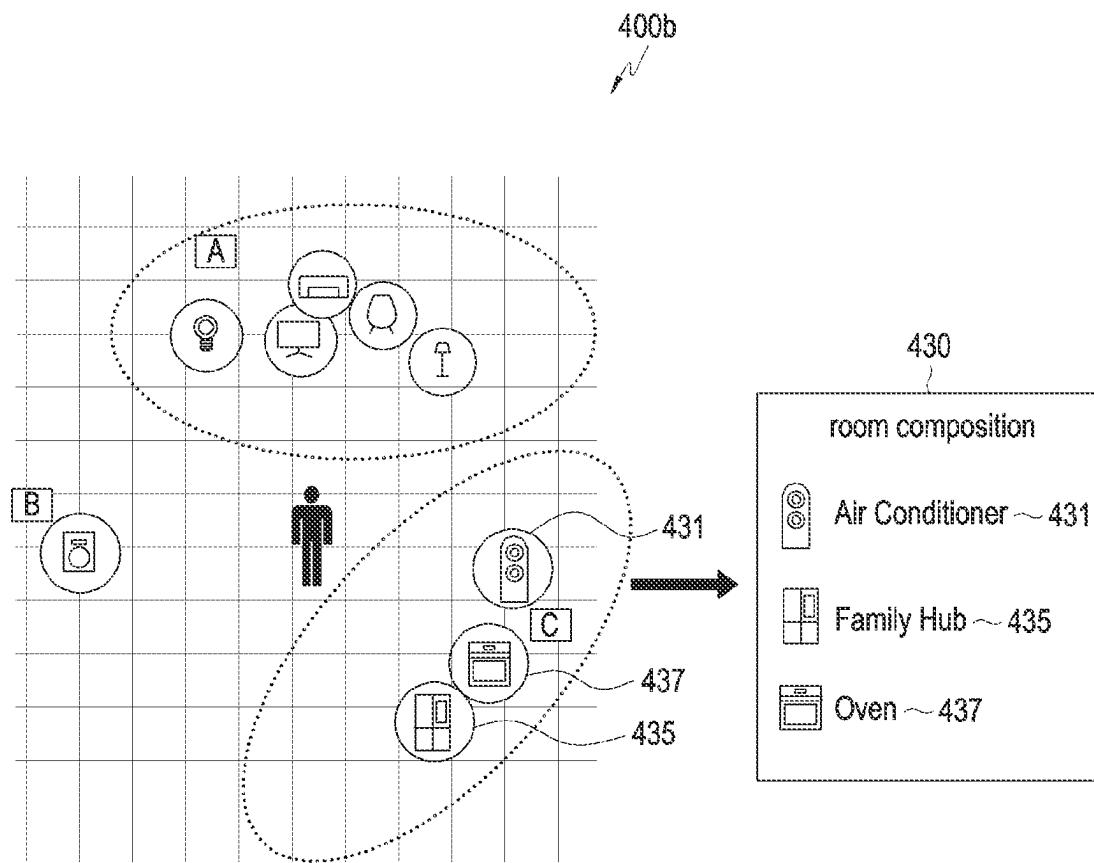 400b
A
430
room composition
B
431
Air Conditioner 431
C
Family Hub 435
437
435
Oven 437